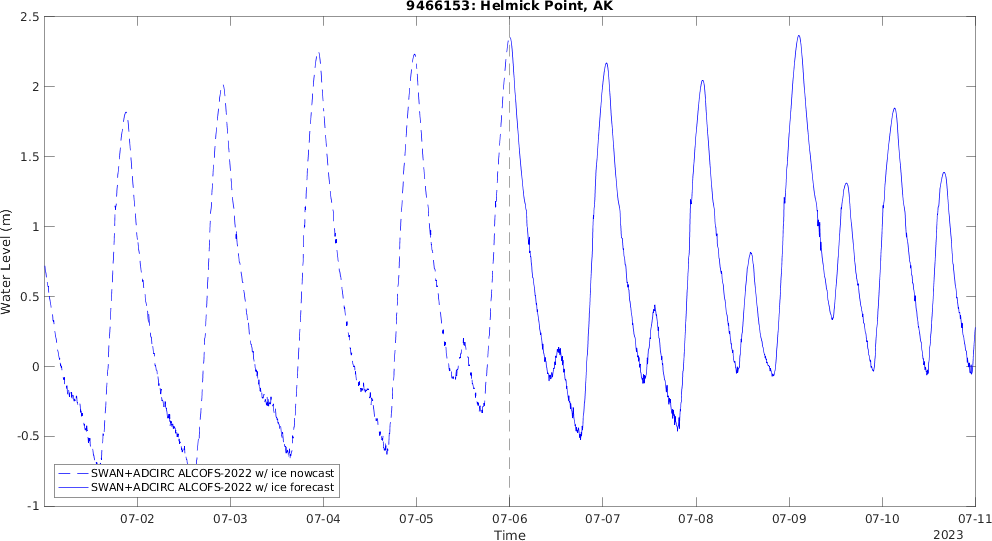 9466153: Helmick Point, AK
2.5
2
1.5
1
0.5
0
-0.5
-1
Water Level (m)
SWAN+ADCIRC ALCOFS-2022 w/ ice nowcast
SWAN+ADCIRC ALCOFS-2022 w/ ice forecast
07-02 07-03 07-04 07-05 07-06 07-07 07-08 07-09 07-10 07-11
Time
2023